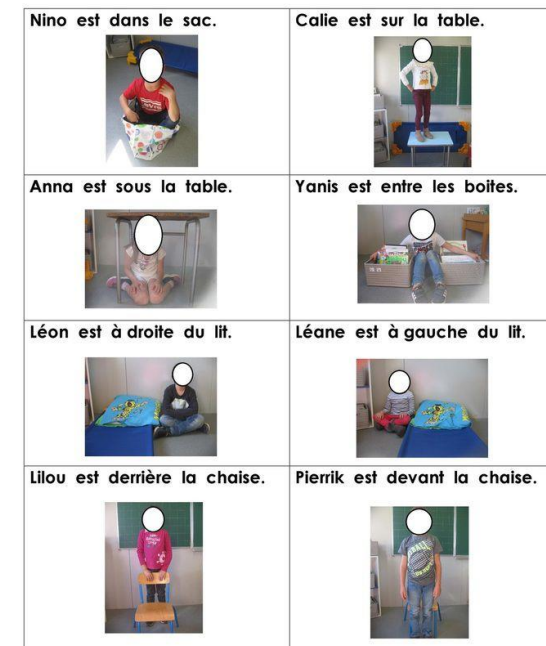 Nino est dans le sac.
Calie est sur la table.
Anna est sous la table.
Yanis est entre les boites.
Léon est à droite du lit.
Léane est à gauche du lit.
Lilou est derrière la chaise.
Pierrik est devant la chaise.